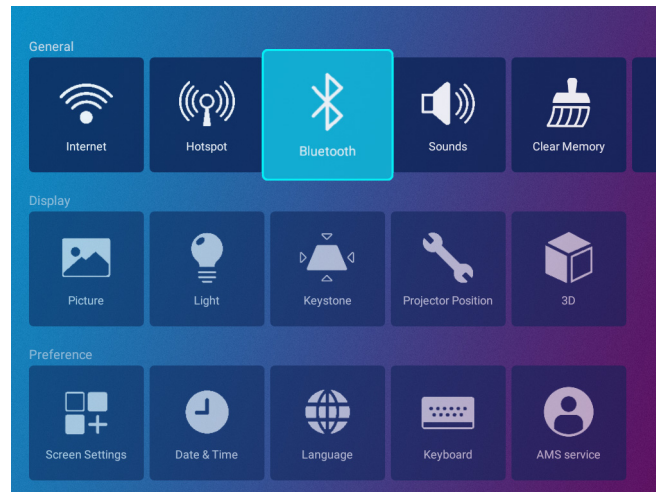 General
Internet
Hotspot
Bluetooth
Sounds
Clear Memory
Display
Picture
Light
Keystone
Projector Position
3D
Preference
Screen Settings
Date & Time
Language
Keyboard
AMS service